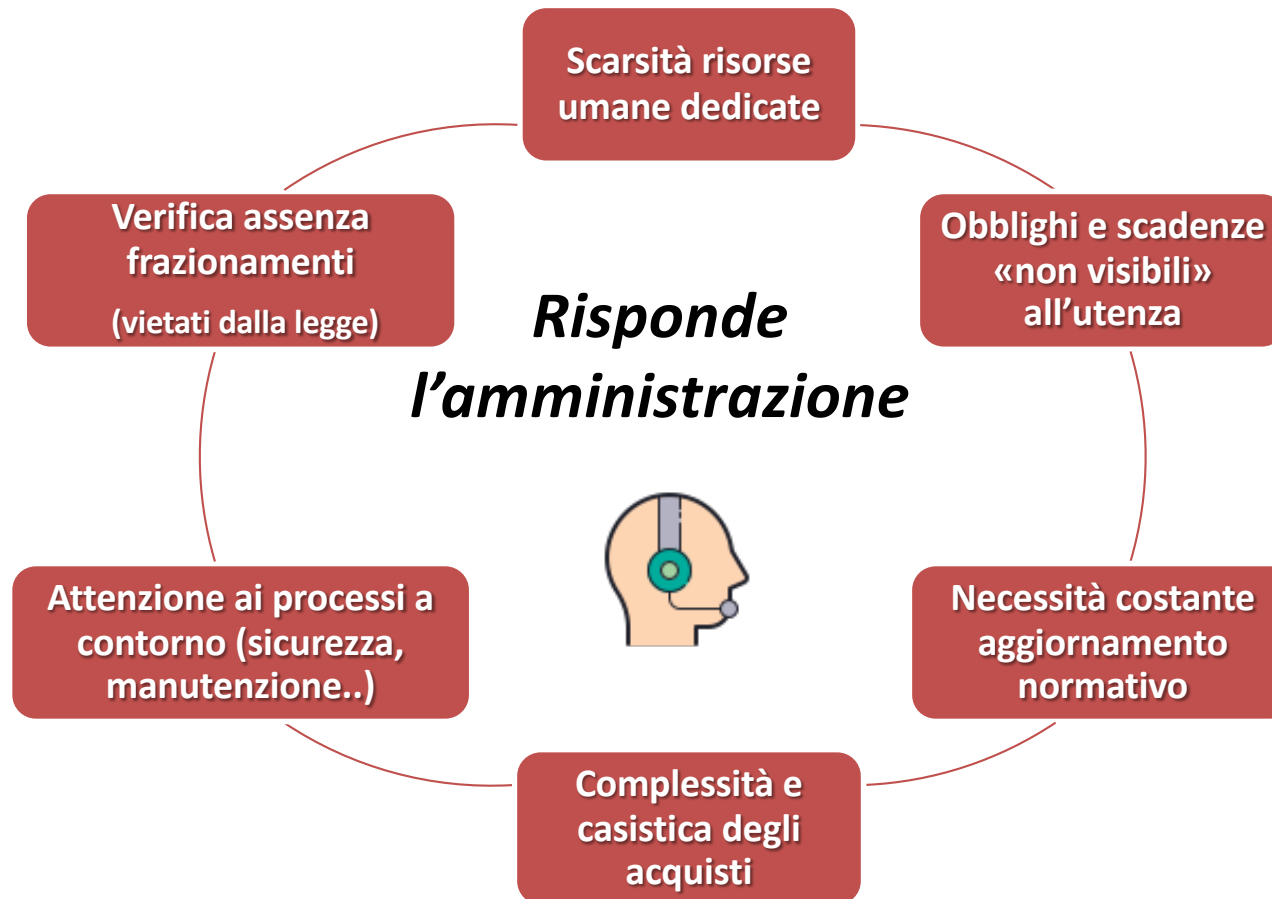 Scarsità risorse
umane dedicate
Obblighi e scadenze
«non visibili»
all’utenza
Necessità costante
aggiornamento
normativo
Complessità e
casistica degli
acquisti
Attenzione ai processi a
contorno (sicurezza,
manutenzione..)
Verifica assenza
frazionamenti
(vietati dalla legge)
Risponde
l’amministrazione